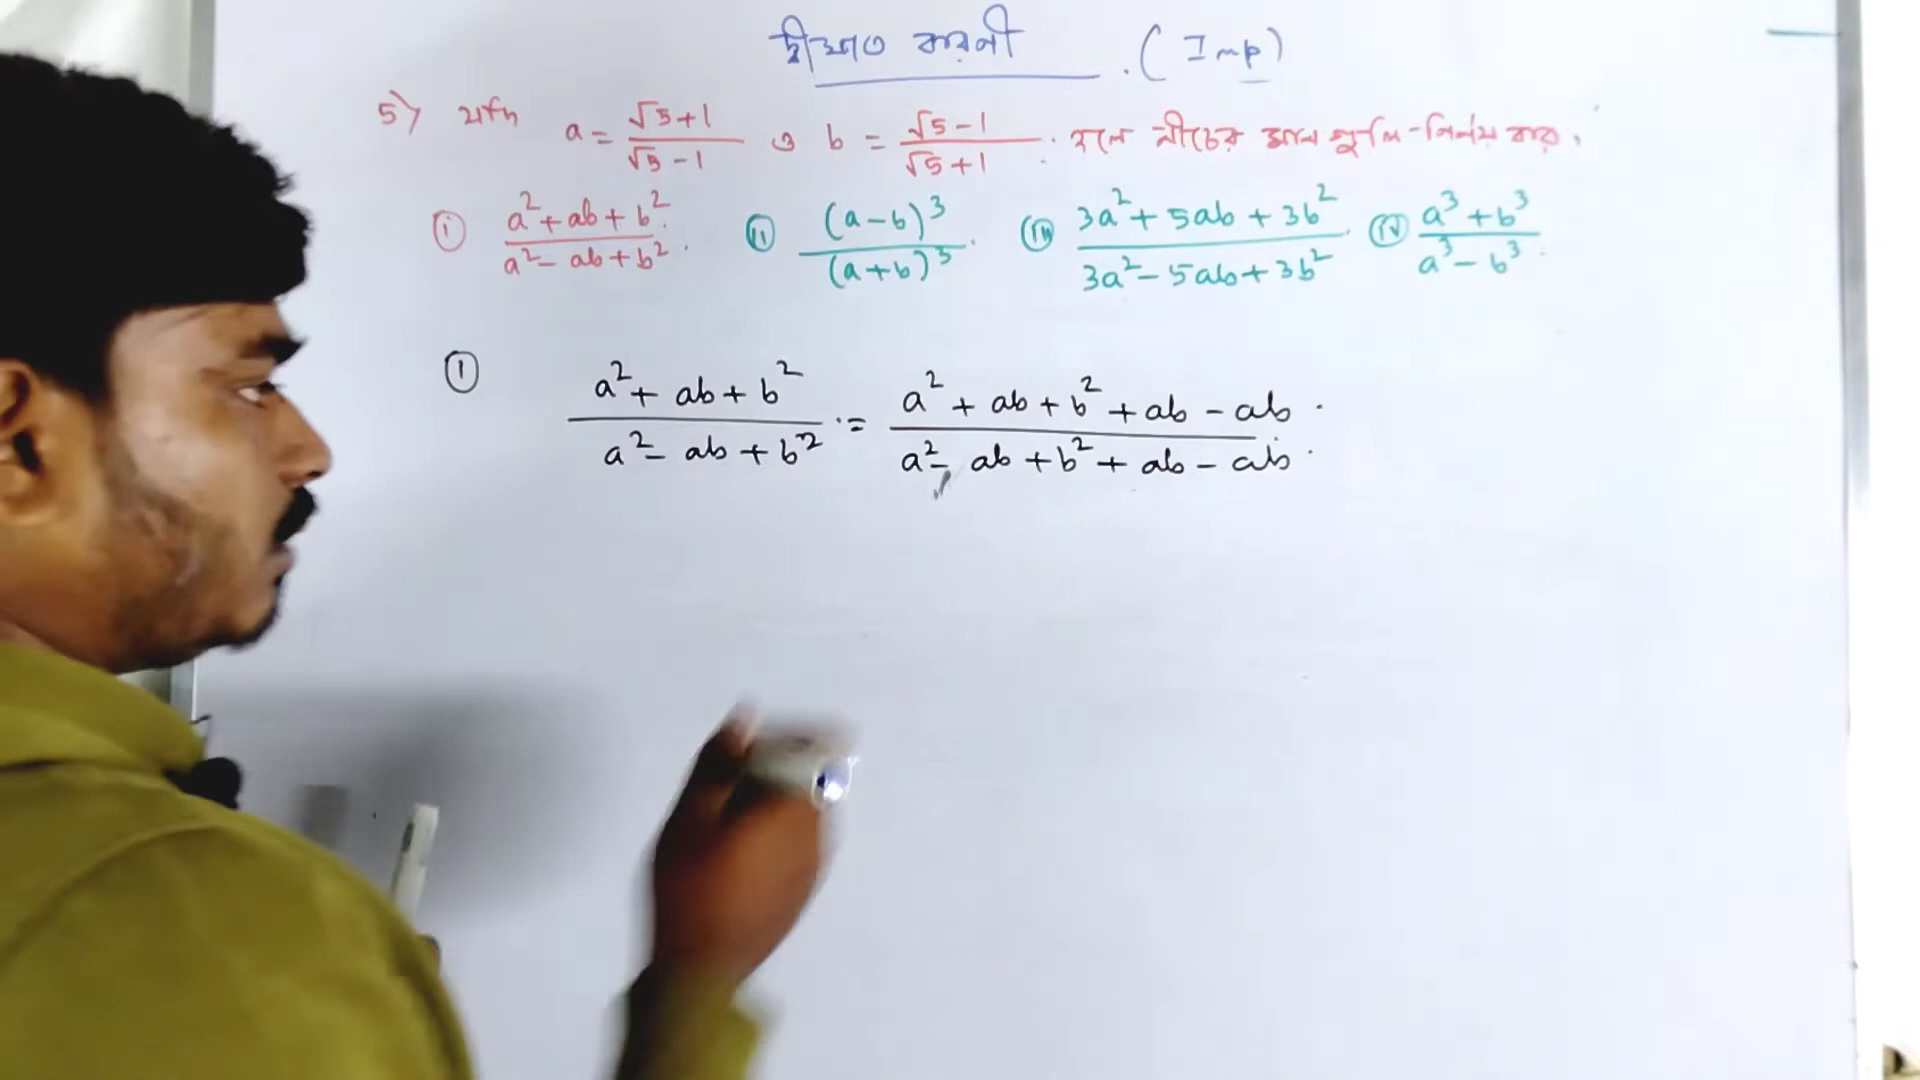 দ্বীঘাত করণী . (Imp)
5) যদি a = (√5+1)/(√5-1) ও b = (√5-1)/(√5+1) . হলে নীচের মান গুলি - নির্ণয় কর,
(i) (a²+ab+b²)/(a²-ab+b²) . (ii) (a-b)³/(a+b)³ . (iii) (3a²+5ab+3b²)/(3a²-5ab+3b²) . (iv) (a³+b³)/(a³-b³) .
(1) (a²+ab+b²)/(a²-ab+b²) . = (a²+ab+b²+ab-ab)/(a²-ab+b²+ab-ab) .